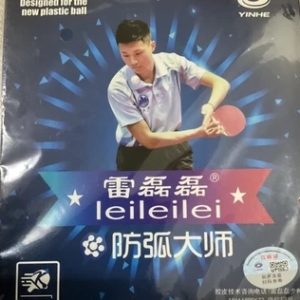 Designed for the
new plastic ball
YINHE
雷磊磊®
leileilei
防弧大师